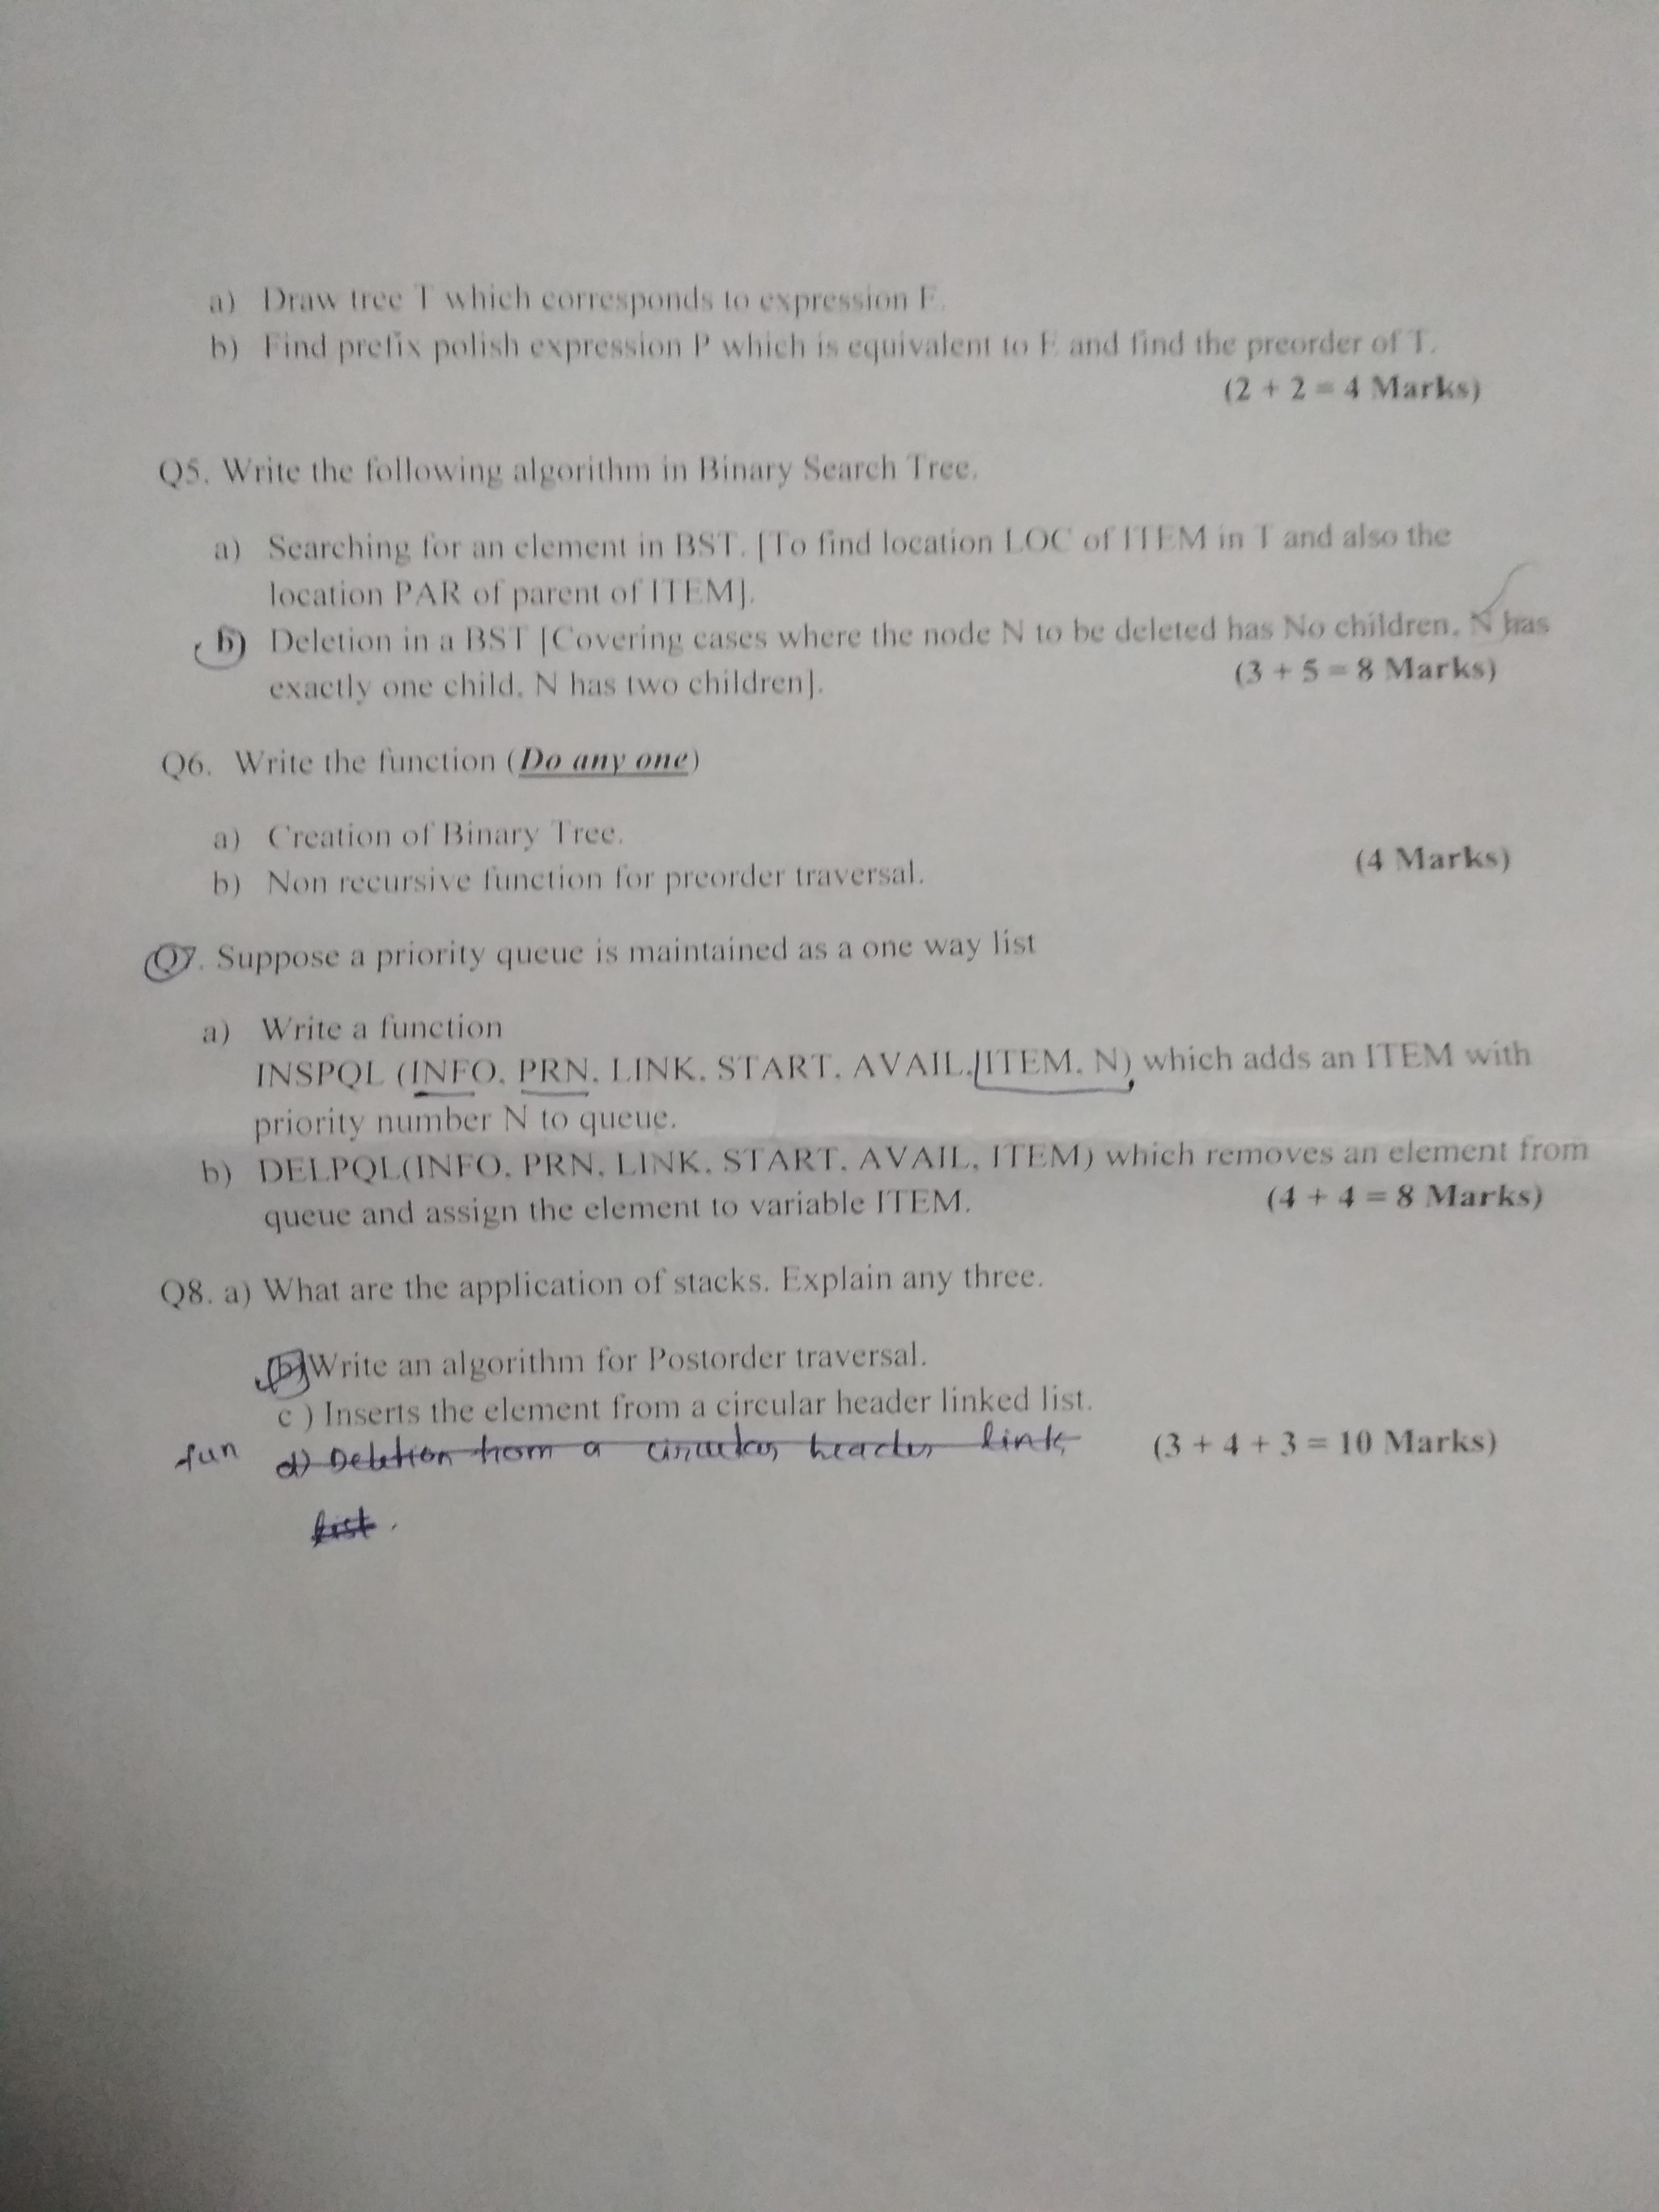 a) Draw tree T which corresponds to expression E.
b) Find prefix polish expression P which is equivalent to E and find the preorder of T.
(2 + 2 = 4 Marks)
Q5. Write the following algorithm in Binary Search Tree.
a) Searching for an element in BST. [To find location LOC of ITEM in T and also the
location PAR of parent of ITEM].
b) Deletion in a BST [Covering cases where the node N to be deleted has No children, N has
exactly one child, N has two children].
(3 + 5 = 8 Marks)
Q6. Write the function (Do any one)
a) Creation of Binary Tree.
b) Non recursive function for preorder traversal.
(4 Marks)
Q7. Suppose a priority queue is maintained as a one way list
a) Write a function
INSPQL (INFO, PRN, LINK, START, AVAIL, ITEM, N) which adds an ITEM with
priority number N to queue.
b) DELPQL(INFO, PRN, LINK, START, AVAIL, ITEM) which removes an element from
queue and assign the element to variable ITEM.
(4 + 4 = 8 Marks)
Q8. a) What are the application of stacks. Explain any three.
b) Write an algorithm for Postorder traversal.
c ) Inserts the element from a circular header linked list.
fun d) Deletion from a circular header link
(3 + 4 + 3 = 10 Marks)
list.